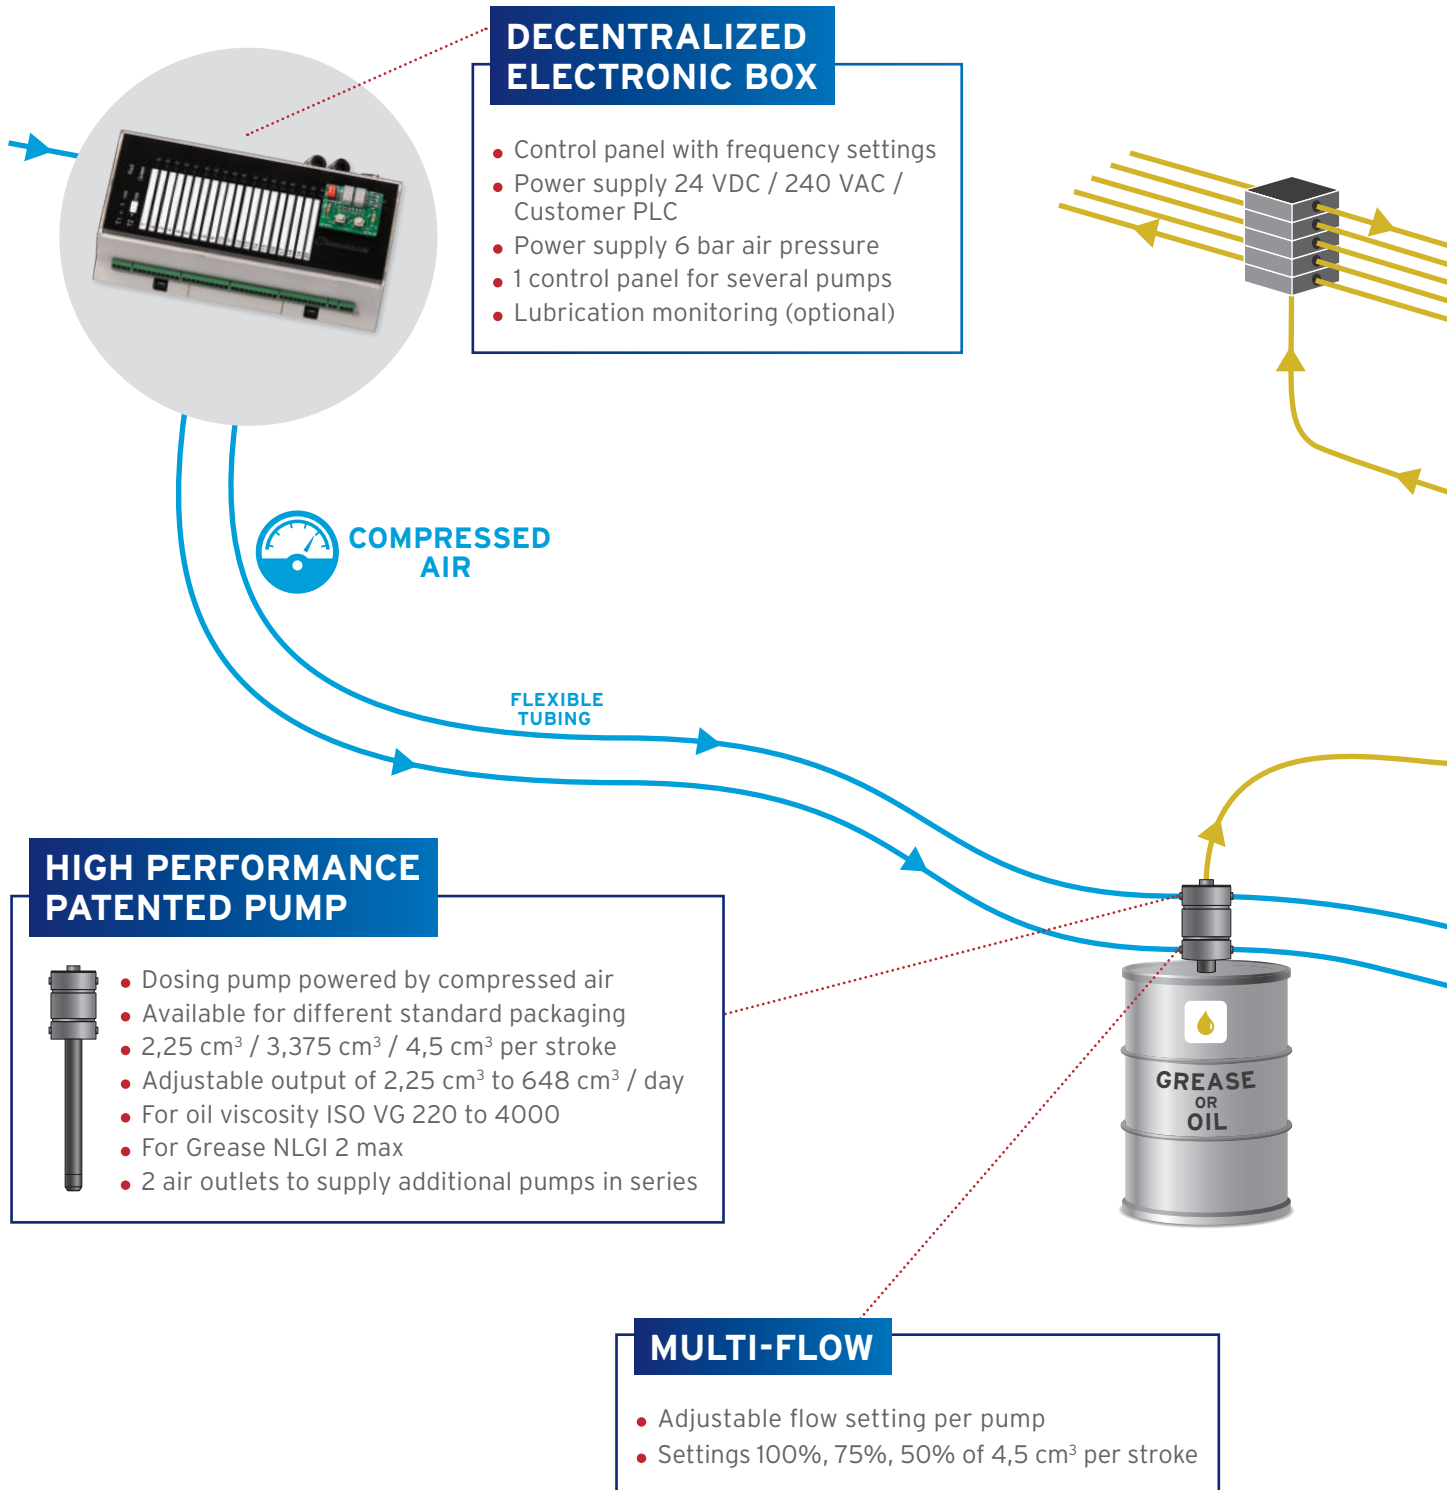 DECENTRALIZED
ELECTRONIC BOX
• Control panel with frequency settings
• Power supply 24 VDC / 240 VAC /
Customer PLC
• Power supply 6 bar air pressure
• 1 control panel for several pumps
• Lubrication monitoring (optional)
COMPRESSED
AIR
FLEXIBLE
TUBING
HIGH PERFORMANCE
PATENTED PUMP
• Dosing pump powered by compressed air
• Available for different standard packaging
• 2,25 cm³ / 3,375 cm³ / 4,5 cm³ per stroke
• Adjustable output of 2,25 cm³ to 648 cm³ / day
• For oil viscosity ISO VG 220 to 4000
• For Grease NLGI 2 max
• 2 air outlets to supply additional pumps in series
GREASE
OR
OIL
MULTI-FLOW
• Adjustable flow setting per pump
• Settings 100%, 75%, 50% of 4,5 cm³ per stroke